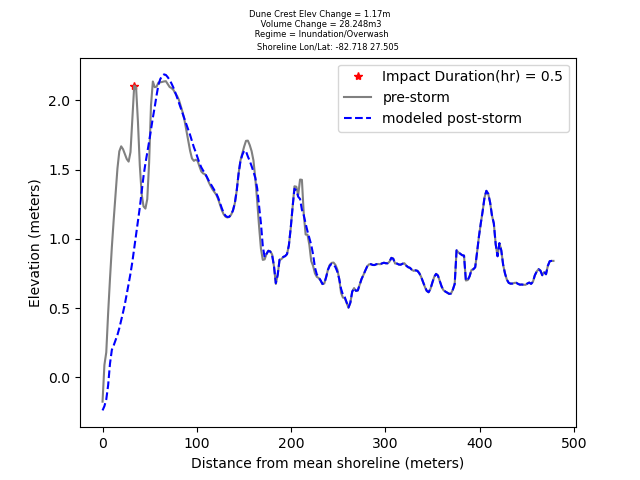 Dune Crest Elev Change = 1.17m
Volume Change = 28.248m3
Regime = Inundation/Overwash
Shoreline Lon/Lat: -82.718 27.505
Impact Duration(hr) = 0.5
pre-storm
modeled post-storm
2.0
1.5
1.0
0.5
0.0
Elevation (meters)
0 100 200 300 400 500
Distance from mean shoreline (meters)